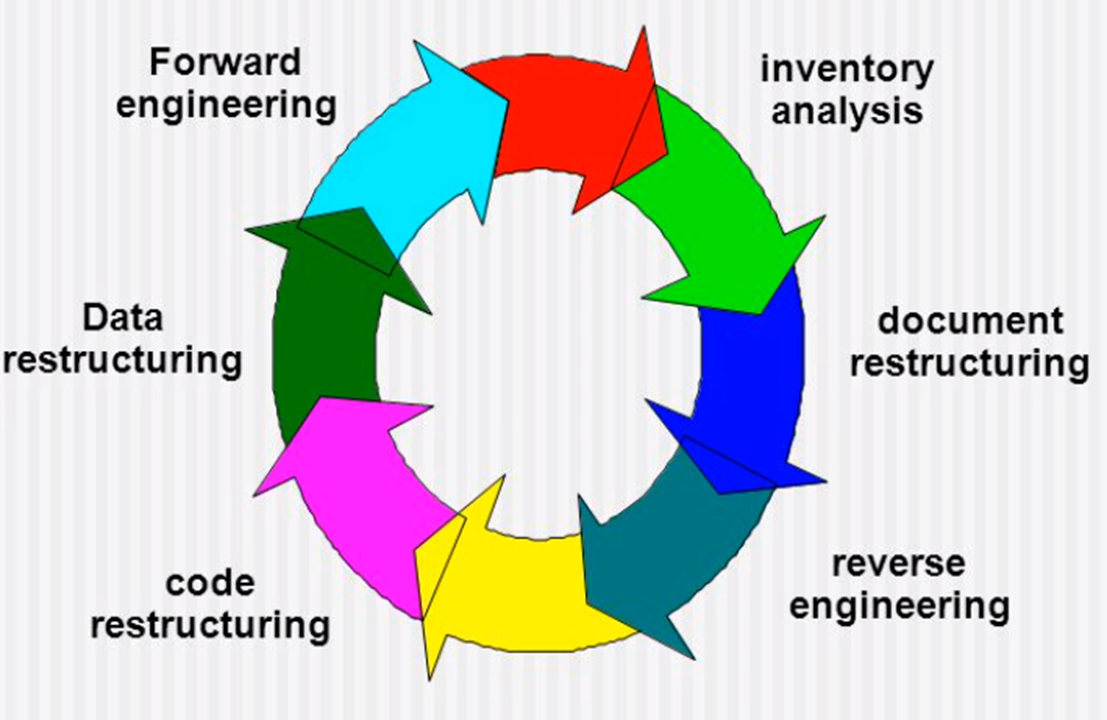 Forward
engineering
inventory
analysis
Data
restructuring
document
restructuring
code
restructuring
reverse
engineering